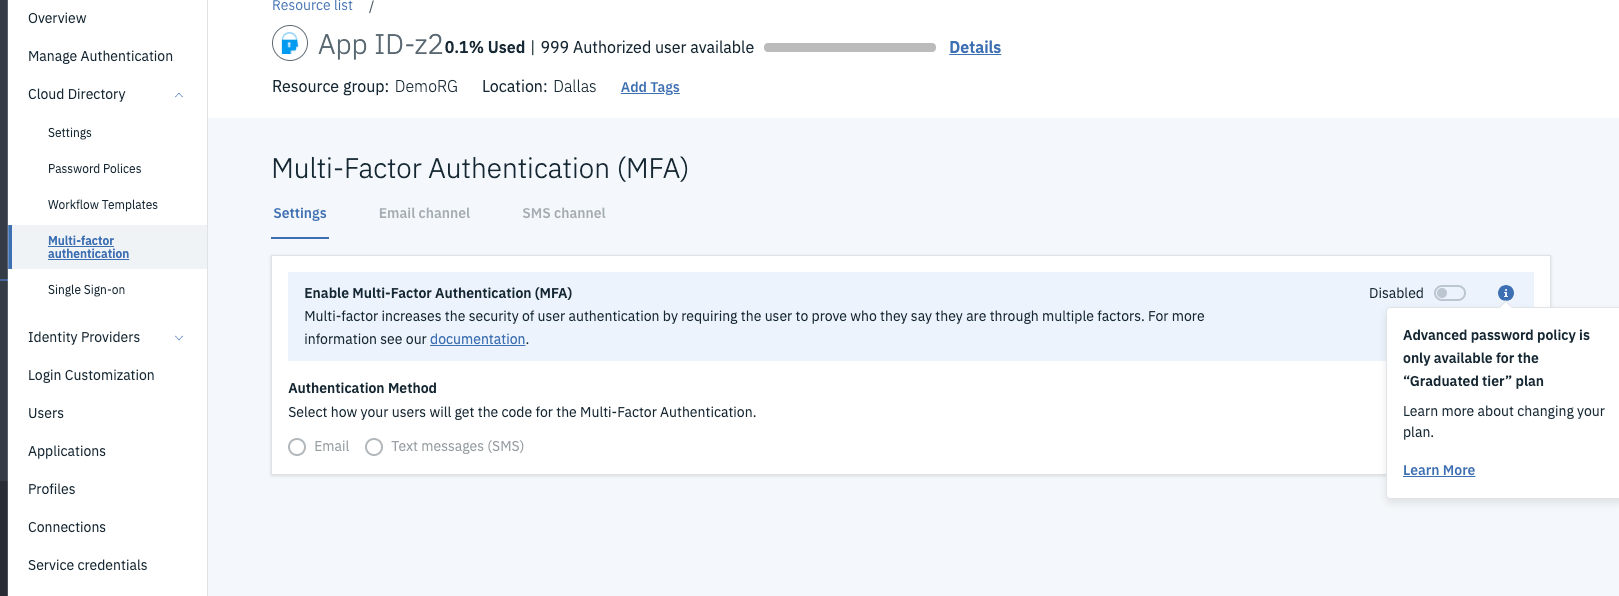 Overview
Manage Authentication
Cloud Directory
Settings
Password Polices
Workflow Templates
Multi-factor
authentication
Single Sign-on
Identity Providers
Login Customization
Users
Applications
Profiles
Connections
Service credentials
Resource list /
App ID-z2 0.1% Used | 999 Authorized user available Details
Resource group: DemoRG Location: Dallas Add Tags
Multi-Factor Authentication (MFA)
Settings Email channel SMS channel
Enable Multi-Factor Authentication (MFA) Disabled
Multi-factor increases the security of user authentication by requiring the user to prove who they say they are through multiple factors. For more
information see our documentation.
Authentication Method
Select how your users will get the code for the Multi-Factor Authentication.
Email Text messages (SMS)
Advanced password policy is
only available for the
“Graduated tier” plan
Learn more about changing your
plan.
Learn More